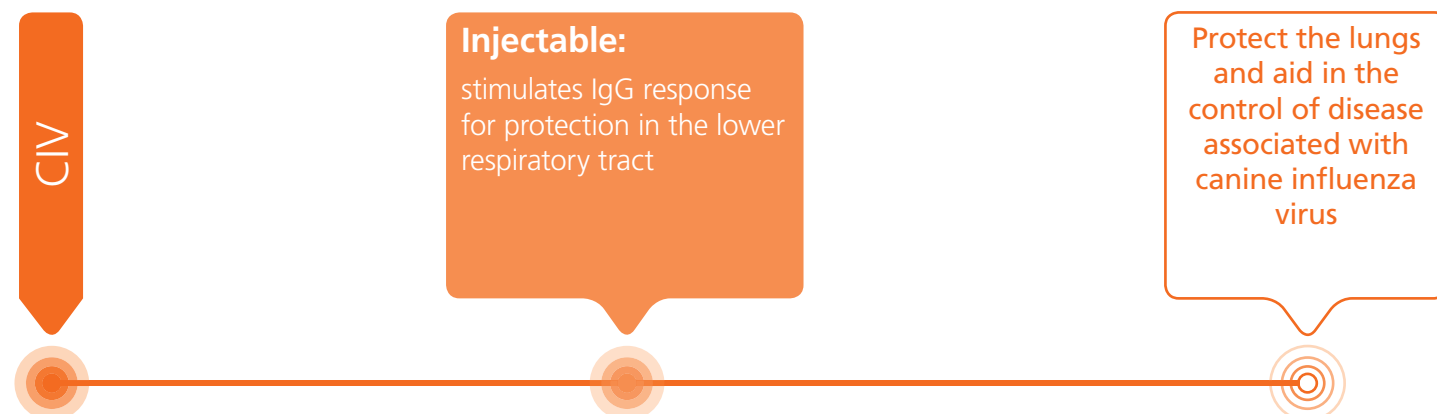 CIV
Injectable:
stimulates IgG response
for protection in the lower
respiratory tract
Protect the lungs
and aid in the
control of disease
associated with
canine influenza
virus